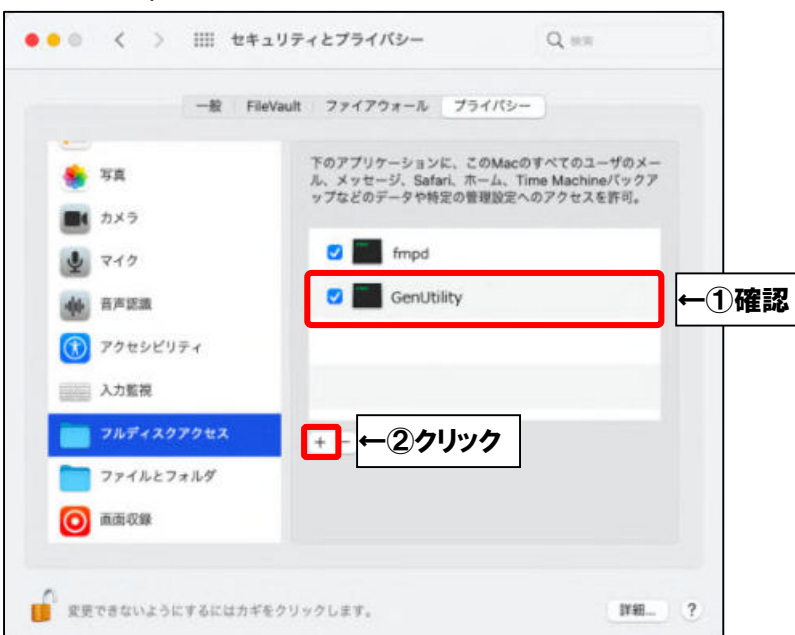 セキュリティとプライバシー
検索
一般 FileVault ファイアウォール プライバシー
写真
カメラ
マイク
音声認識
アクセシビリティ
入力監視
フルディスクアクセス
ファイルとフォルダ
画面収録
下のアプリケーションに、このMacのすべてのユーザのメー
ル、メッセージ、Safari、ホーム、Time Machineバックア
ップなどのデータや特定の管理設定へのアクセスを許可。
fmpd
GenUtility
←①確認
+ −
←②クリック
変更できないようにするにはカギをクリックします。
詳細... ?